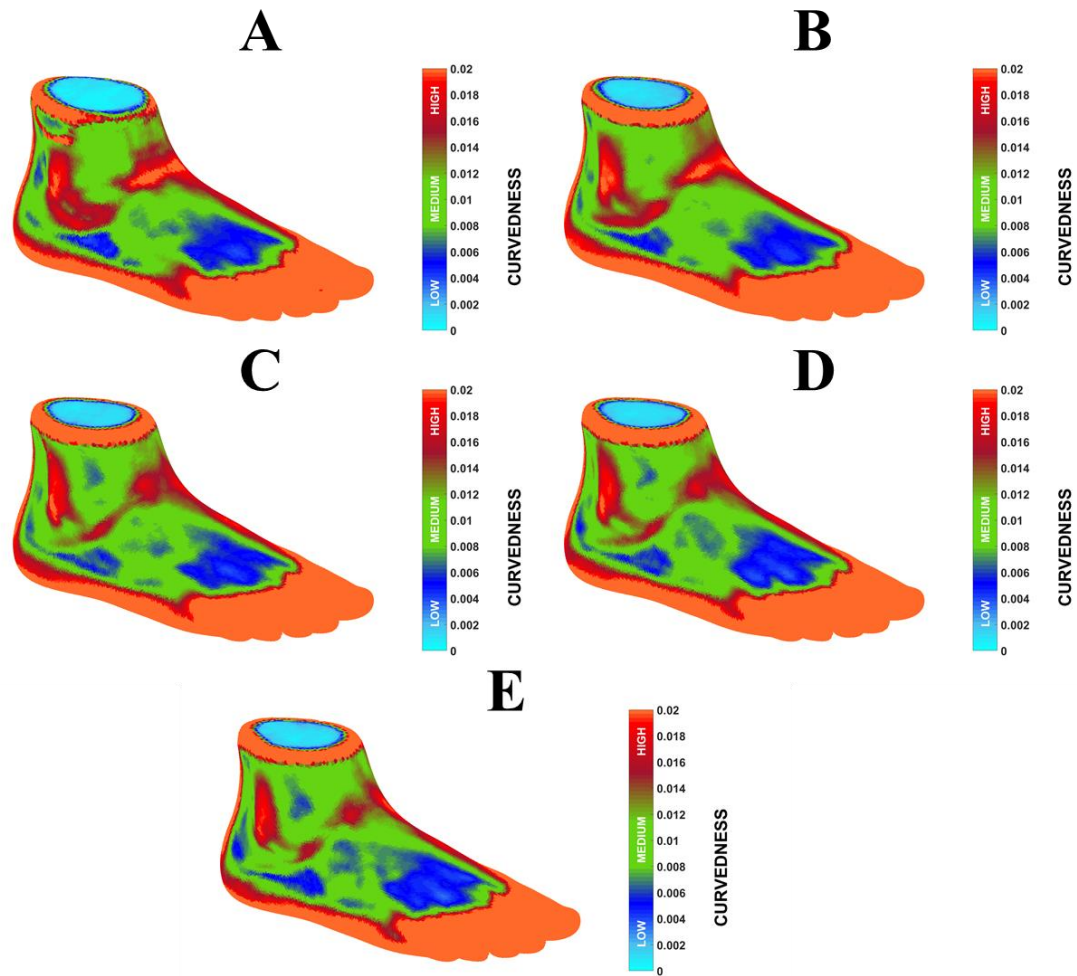 A
0.02
0.018
0.016
0.014
0.012
0.01
0.008
0.006
0.004
0.002
0
HIGH
MEDIUM
LOW
CURVEDNESS
B
0.02
0.018
0.016
0.014
0.012
0.01
0.008
0.006
0.004
0.002
0
HIGH
MEDIUM
LOW
CURVEDNESS
C
0.02
0.018
0.016
0.014
0.012
0.01
0.008
0.006
0.004
0.002
0
HIGH
MEDIUM
LOW
CURVEDNESS
D
0.02
0.018
0.016
0.014
0.012
0.01
0.008
0.006
0.004
0.002
0
HIGH
MEDIUM
LOW
CURVEDNESS
E
0.02
0.018
0.016
0.014
0.012
0.01
0.008
0.006
0.004
0.002
0
HIGH
MEDIUM
LOW
CURVEDNESS